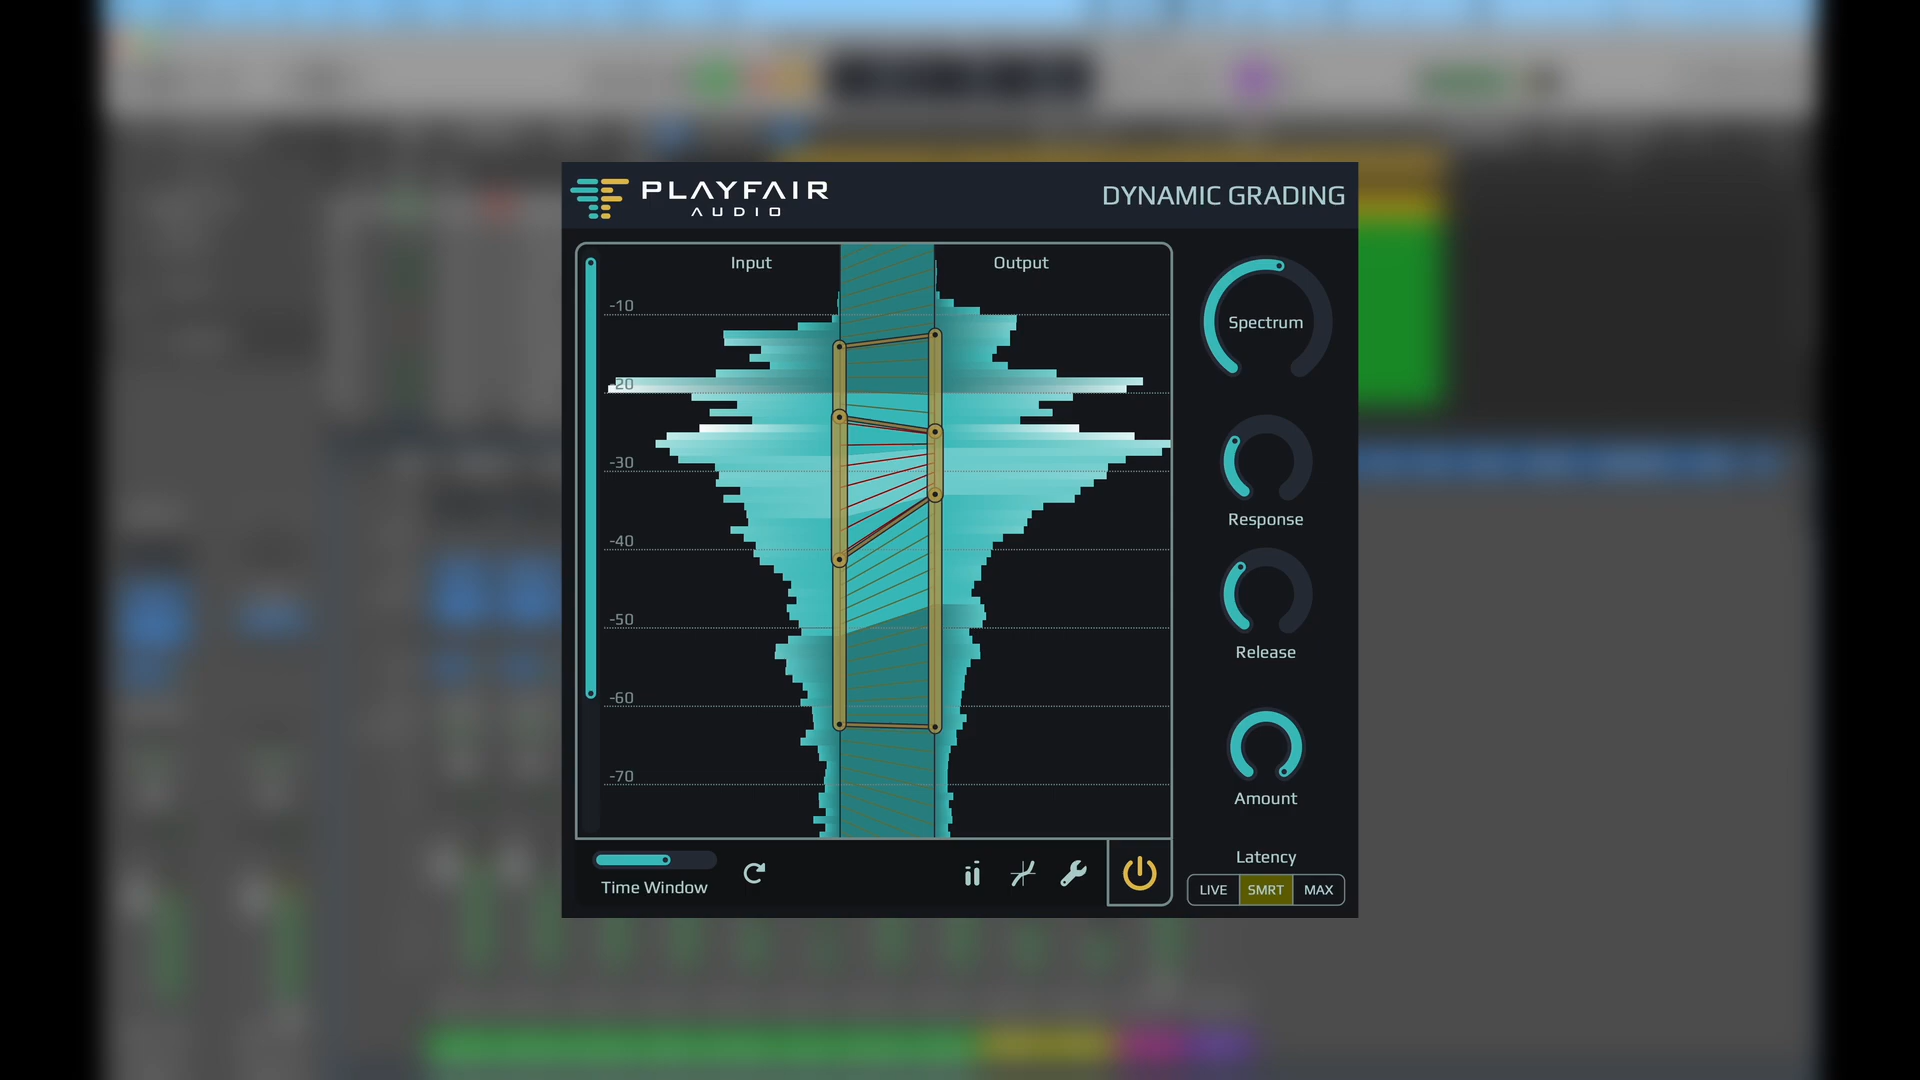 PLAYFAIR
AUDIO
DYNAMIC GRADING
Input
Output
-10
-20
-30
-40
-50
-60
-70
Spectrum
Response
Release
Amount
Time Window
Latency
LIVE
SMRT
MAX